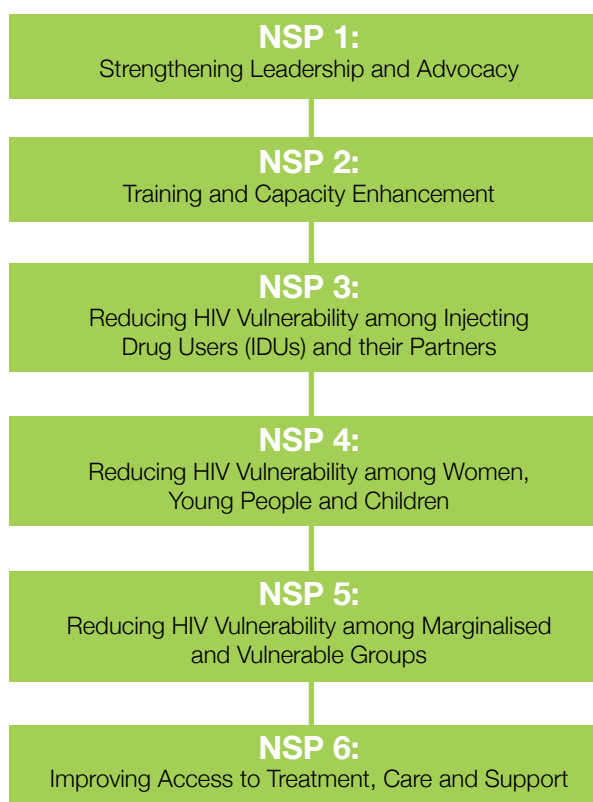 NSP 1:
Strengthening Leadership and Advocacy
NSP 2:
Training and Capacity Enhancement
NSP 3:
Reducing HIV Vulnerability among Injecting
Drug Users (IDUs) and their Partners
NSP 4:
Reducing HIV Vulnerability among Women,
Young People and Children
NSP 5:
Reducing HIV Vulnerability among Marginalised
and Vulnerable Groups
NSP 6:
Improving Access to Treatment, Care and Support